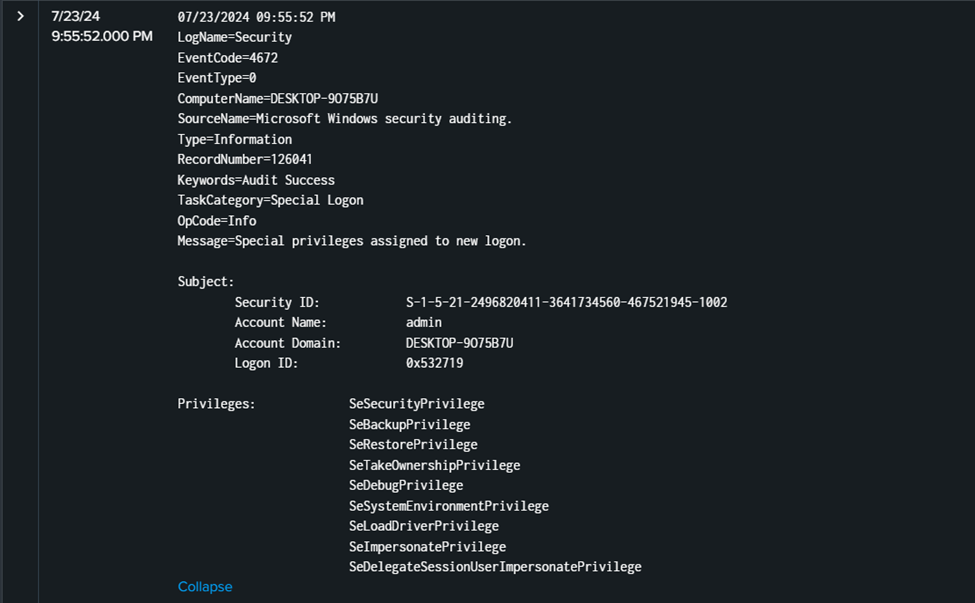 7/23/24
9:55:52.000 PM
07/23/2024 09:55:52 PM
LogName=Security
EventCode=4672
EventType=0
ComputerName=DESKTOP-9O75B7U
SourceName=Microsoft Windows security auditing.
Type=Information
RecordNumber=126041
Keywords=Audit Success
TaskCategory=Special Logon
OpCode=Info
Message=Special privileges assigned to new logon.
Subject:
Security ID: S-1-5-21-2496820411-3641734560-467521945-1002
Account Name: admin
Account Domain: DESKTOP-9O75B7U
Logon ID: 0x532719
Privileges: SeSecurityPrivilege
SeBackupPrivilege
SeRestorePrivilege
SeTakeOwnershipPrivilege
SeDebugPrivilege
SeSystemEnvironmentPrivilege
SeLoadDriverPrivilege
SeImpersonatePrivilege
SeDelegateSessionUserImpersonatePrivilege
Collapse